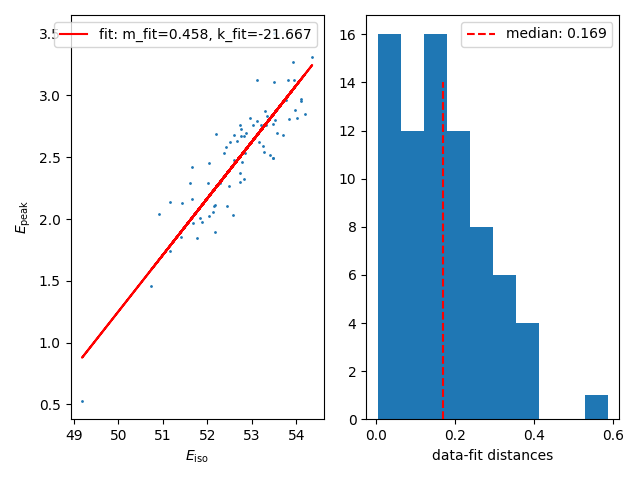 3.5
3.0
2.5
2.0
1.5
1.0
0.5
E_peak
fit: m_fit=0.458, k_fit=-21.667
49 50 51 52 53 54
E_iso
16
14
12
10
8
6
4
2
0
median: 0.169
0.0 0.2 0.4 0.6
data-fit distances